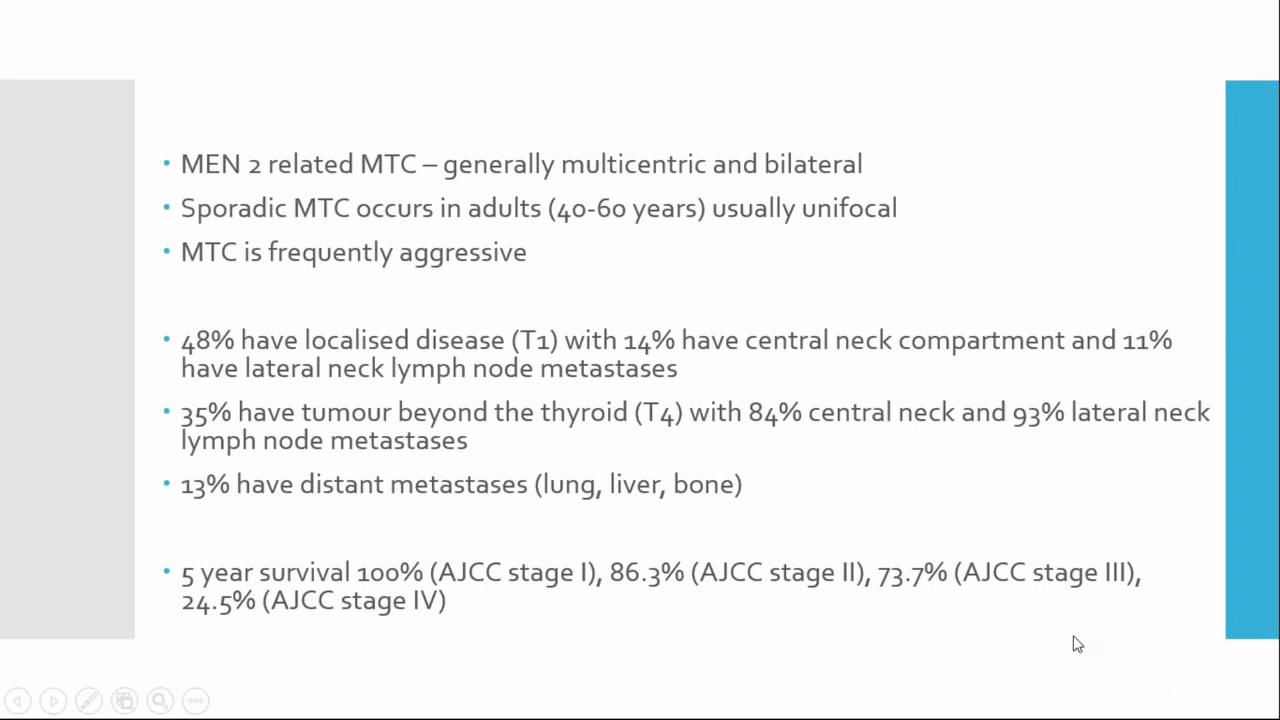 • MEN 2 related MTC – generally multicentric and bilateral
• Sporadic MTC occurs in adults (40-60 years) usually unifocal
• MTC is frequently aggressive
• 48% have localised disease (T1) with 14% have central neck compartment and 11%
have lateral neck lymph node metastases
• 35% have tumour beyond the thyroid (T4) with 84% central neck and 93% lateral neck
lymph node metastases
• 13% have distant metastases (lung, liver, bone)
• 5 year survival 100% (AJCC stage I), 86.3% (AJCC stage II), 73.7% (AJCC stage III),
24.5% (AJCC stage IV)